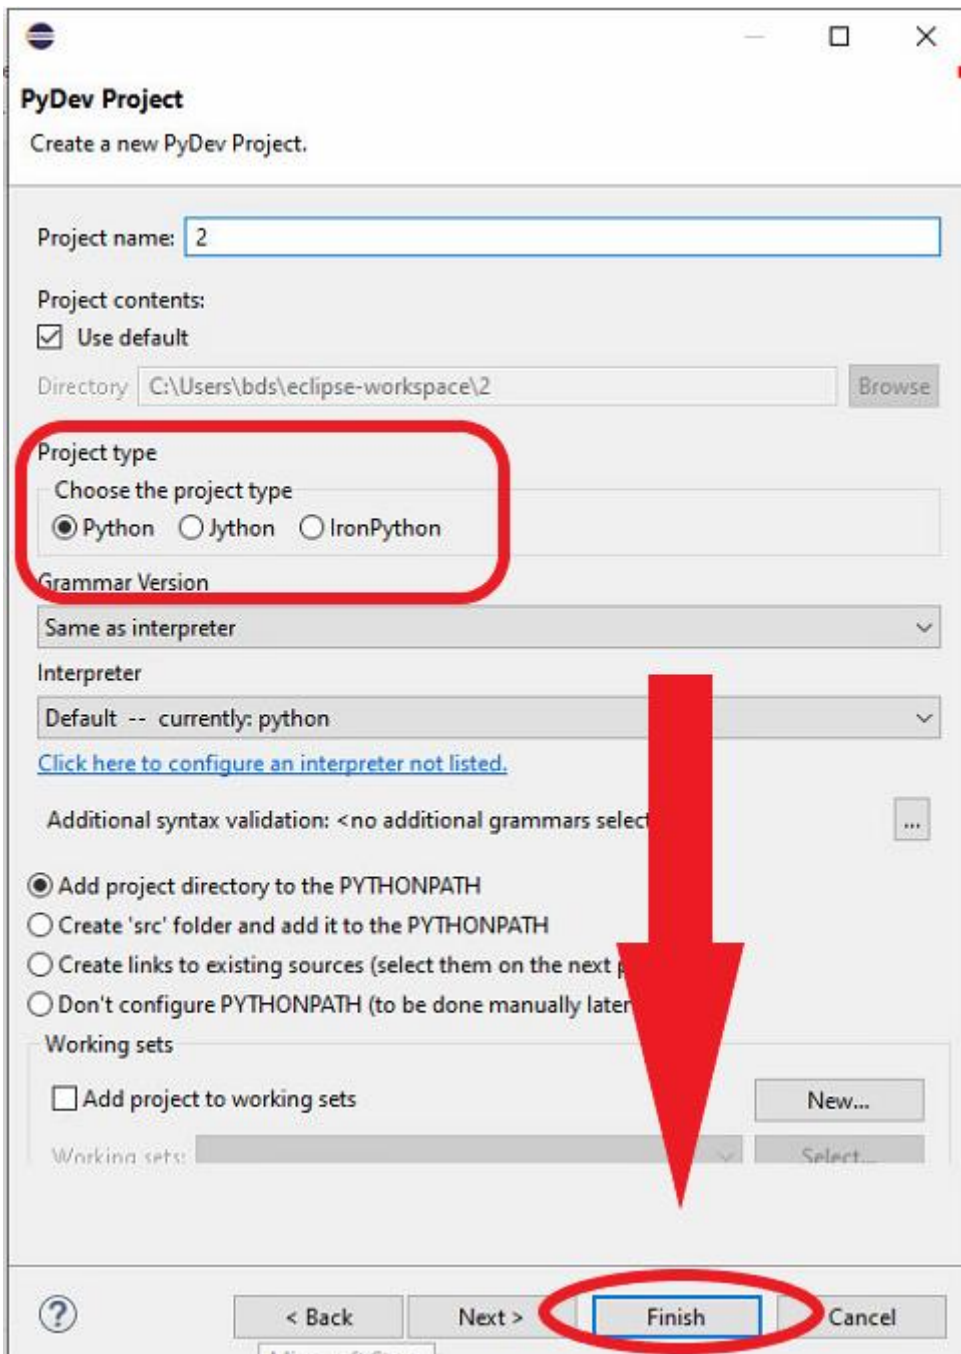 PyDev Project
Create a new PyDev Project.
Project name: 2
Project contents:
Use default
Directory C:\Users\bds\eclipse-workspace\2 Browse
Project type
Choose the project type
Python Jython IronPython
Grammar Version
Same as interpreter
Interpreter
Default -- currently: python
Click here to configure an interpreter not listed.
Additional syntax validation: <no additional grammars select ...
Add project directory to the PYTHONPATH
Create 'src' folder and add it to the PYTHONPATH
Create links to existing sources (select them on the next
Don't configure PYTHONPATH (to be done manually later
Working sets
Add project to working sets New...
Working sets: Select...
? < Back Next > Finish Cancel